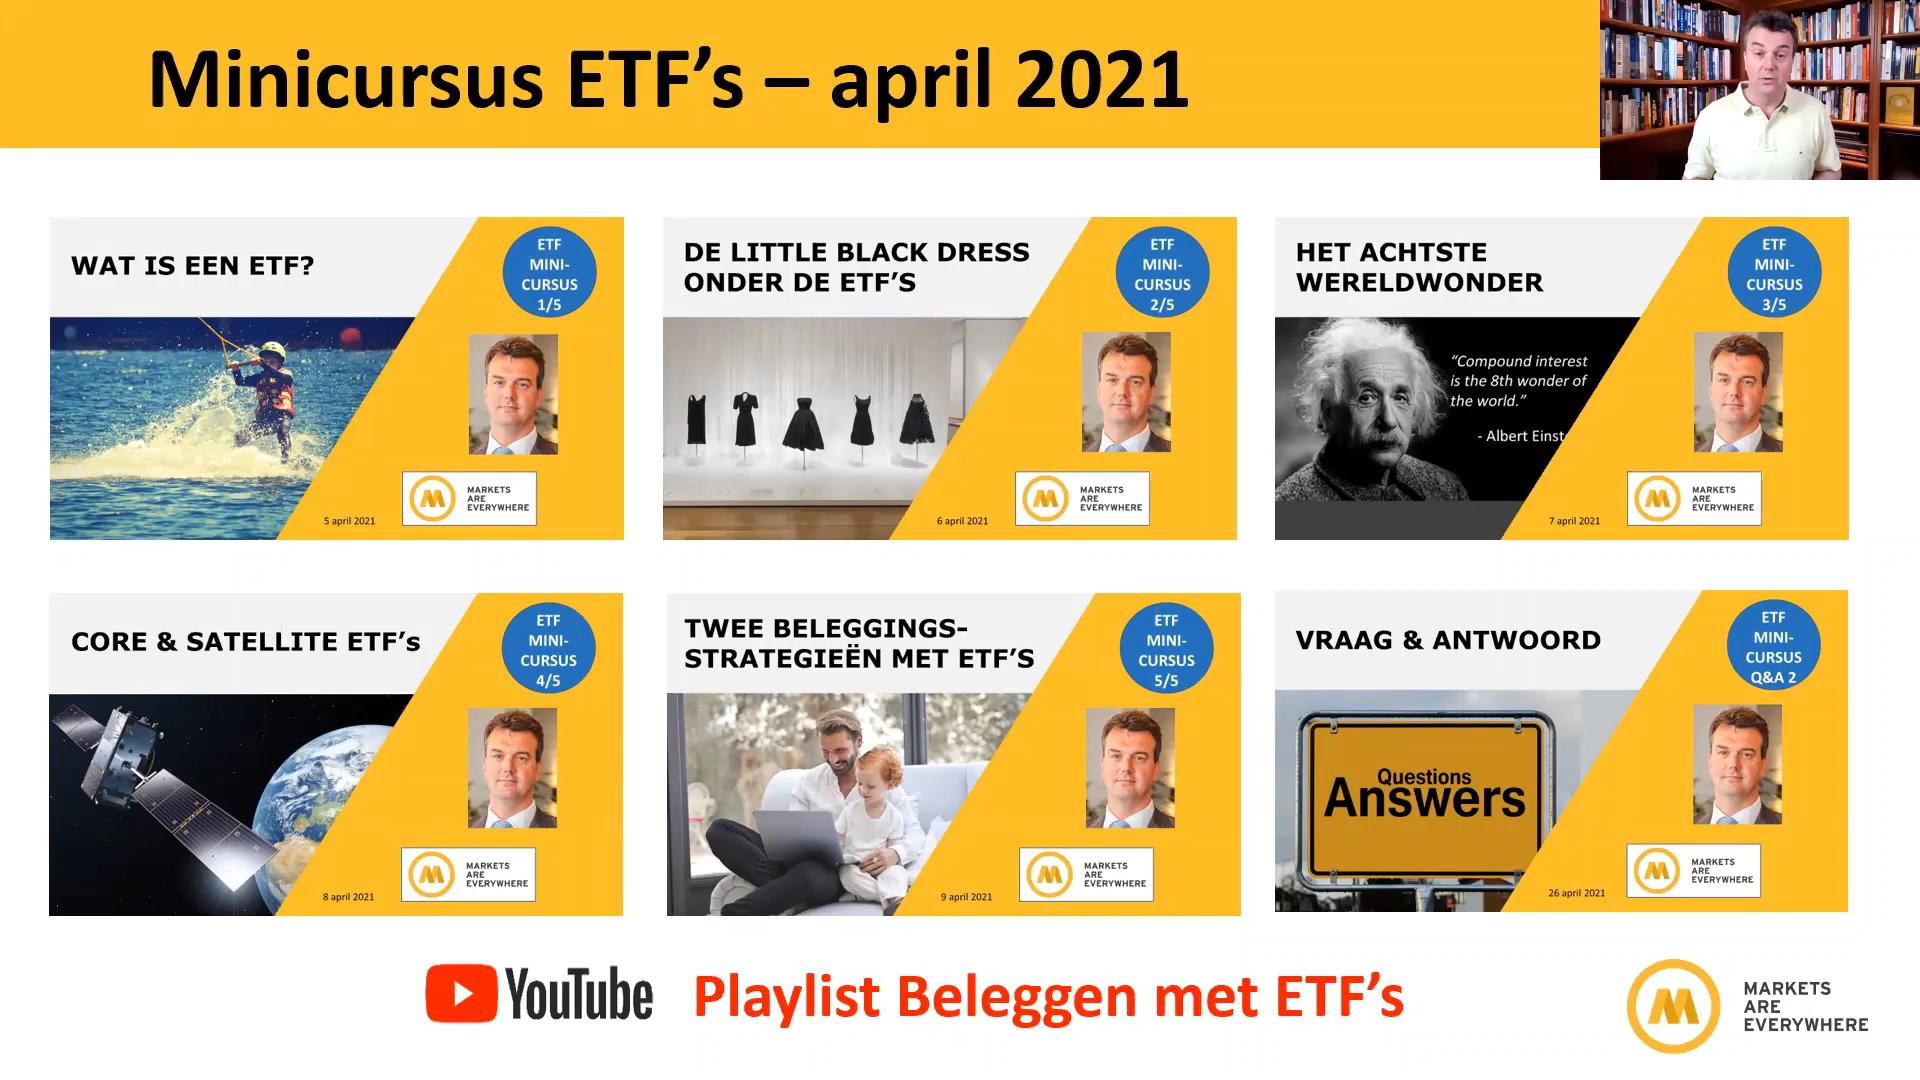 Minicursus ETF’s – april 2021
WAT IS EEN ETF?
ETF
MINI-
CURSUS
1/5
MARKETS
ARE
EVERYWHERE
5 april 2021
DE LITTLE BLACK DRESS
ONDER DE ETF’S
ETF
MINI-
CURSUS
2/5
MARKETS
ARE
EVERYWHERE
6 april 2021
HET ACHTSTE
WERELDWONDER
ETF
MINI-
CURSUS
3/5
“Compound interest
is the 8th wonder of
the world.”
- Albert Einst
MARKETS
ARE
EVERYWHERE
7 april 2021
CORE & SATELLITE ETF’s
ETF
MINI-
CURSUS
4/5
MARKETS
ARE
EVERYWHERE
8 april 2021
TWEE BELEGGINGS-
STRATEGIEËN MET ETF’S
ETF
MINI-
CURSUS
5/5
MARKETS
ARE
EVERYWHERE
9 april 2021
VRAAG & ANTWOORD
ETF
MINI-
CURSUS
Q&A 2
Questions
Answers
MARKETS
ARE
EVERYWHERE
26 april 2021
YouTube
Playlist Beleggen met ETF’s
MARKETS
ARE
EVERYWHERE